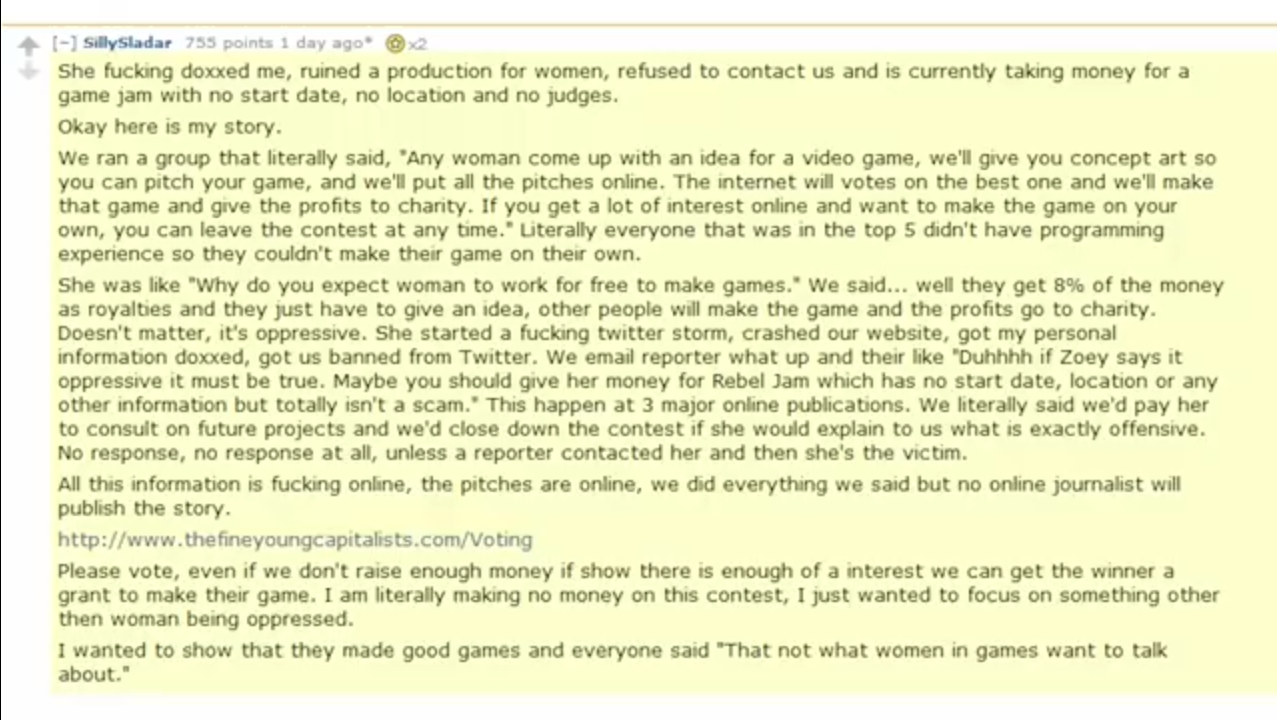 [-] SillySladar 755 points 1 day ago* x2
She fucking doxxed me, ruined a production for women, refused to contact us and is currently taking money for a
game jam with no start date, no location and no judges.
Okay here is my story.
We ran a group that literally said, "Any woman come up with an idea for a video game, we'll give you concept art so
you can pitch your game, and we'll put all the pitches online. The internet will votes on the best one and we'll make
that game and give the profits to charity. If you get a lot of interest online and want to make the game on your
own, you can leave the contest at any time." Literally everyone that was in the top 5 didn't have programming
experience so they couldn't make their game on their own.
She was like "Why do you expect woman to work for free to make games." We said... well they get 8% of the money
as royalties and they just have to give an idea, other people will make the game and the profits go to charity.
Doesn't matter, it's oppressive. She started a fucking twitter storm, crashed our website, got my personal
information doxxed, got us banned from Twitter. We email reporter what up and their like "Duhhhh if Zoey says it
oppressive it must be true. Maybe you should give her money for Rebel Jam which has no start date, location or any
other information but totally isn't a scam." This happen at 3 major online publications. We literally said we'd pay her
to consult on future projects and we'd close down the contest if she would explain to us what is exactly offensive.
No response, no response at all, unless a reporter contacted her and then she's the victim.
All this information is fucking online, the pitches are online, we did everything we said but no online journalist will
publish the story.
http://www.thefineyoungcapitalists.com/Voting
Please vote, even if we don't raise enough money if show there is enough of a interest we can get the winner a
grant to make their game. I am literally making no money on this contest, I just wanted to focus on something other
then woman being oppressed.
I wanted to show that they made good games and everyone said "That not what women in games want to talk
about."